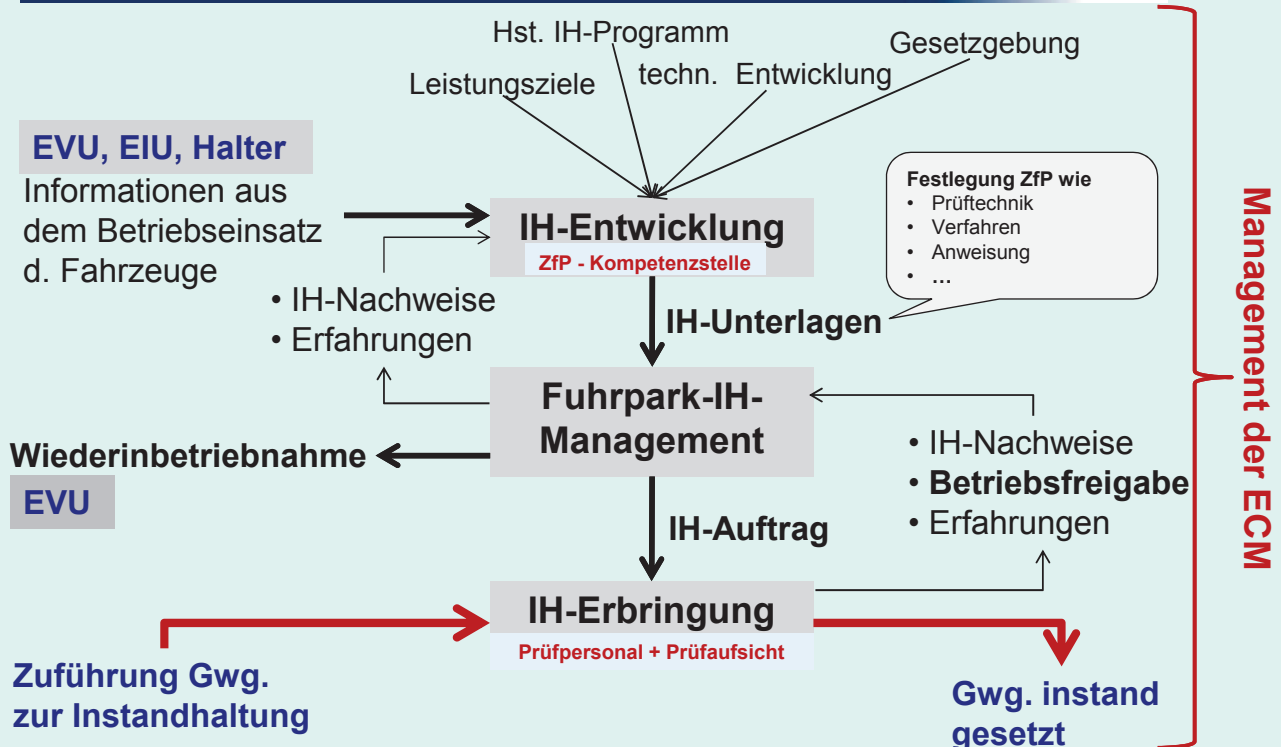 Hst. IH-Programm
Gesetzgebung
techn. Entwicklung
Leistungsziele
EVU, EIU, Halter
Informationen aus
dem Betriebseinsatz
d. Fahrzeuge
Festlegung ZfP wie
• Prüftechnik
• Verfahren
• Anweisung
• ...
IH-Entwicklung
ZfP - Kompetenzstelle
• IH-Nachweise
• Erfahrungen
IH-Unterlagen
Fuhrpark-IH-
Management
Wiederinbetriebnahme
EVU
• IH-Nachweise
• Betriebsfreigabe
• Erfahrungen
IH-Auftrag
IH-Erbringung
Prüfpersonal + Prüfaufsicht
Zuführung Gwg.
zur Instandhaltung
Gwg. instand
gesetzt
Management der ECM